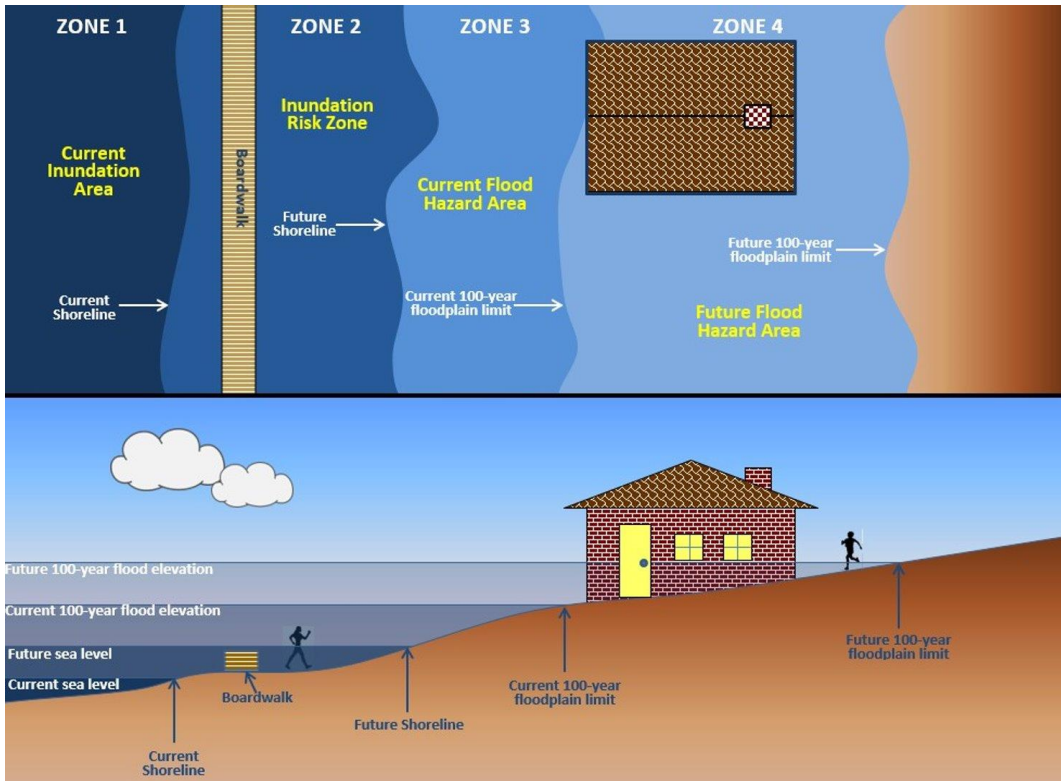 ZONE 1
ZONE 2
ZONE 3
ZONE 4
Inundation
Risk Zone
Current
Inundation
Area
Boardwalk
Current Flood
Hazard Area
Future
Shoreline
Future 100-year
floodplain limit
Current
Shoreline
Current 100-year
floodplain limit
Future Flood
Hazard Area
Future 100-year flood elevation
Current 100-year flood elevation
Future sea level
Current sea level
Boardwalk
Current
Shoreline
Future Shoreline
Current 100-year
floodplain limit
Future 100-year
floodplain limit